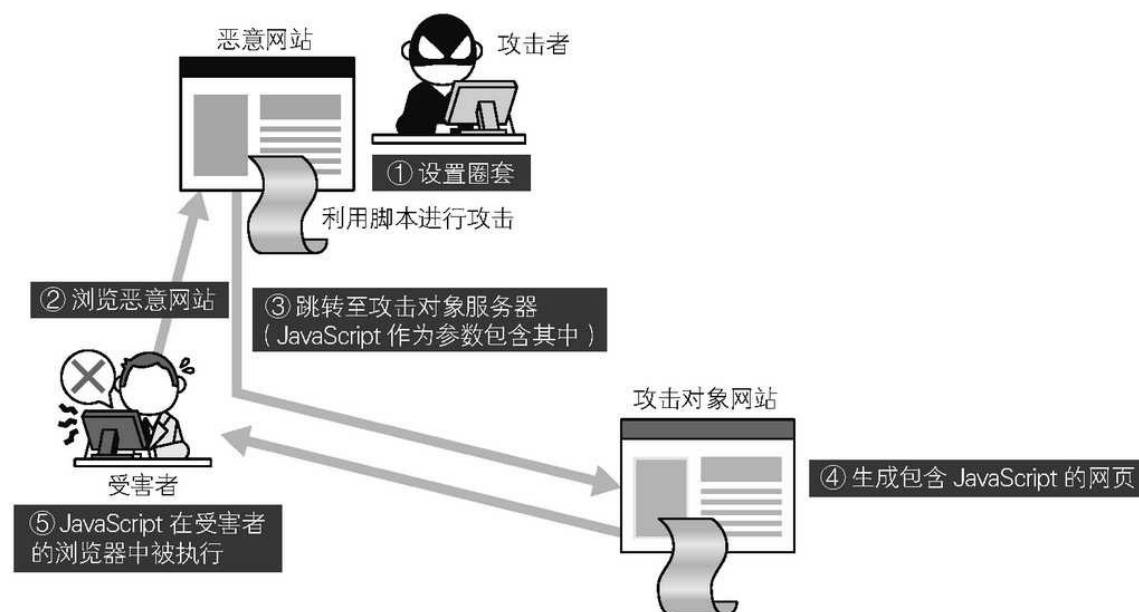 恶意网站
攻击者
① 设置圈套
利用脚本进行攻击
② 浏览恶意网站
③ 跳转至攻击对象服务器
（JavaScript 作为参数包含其中）
攻击对象网站
④ 生成包含 JavaScript 的网页
受害者
⑤ JavaScript 在受害者
的浏览器中被执行